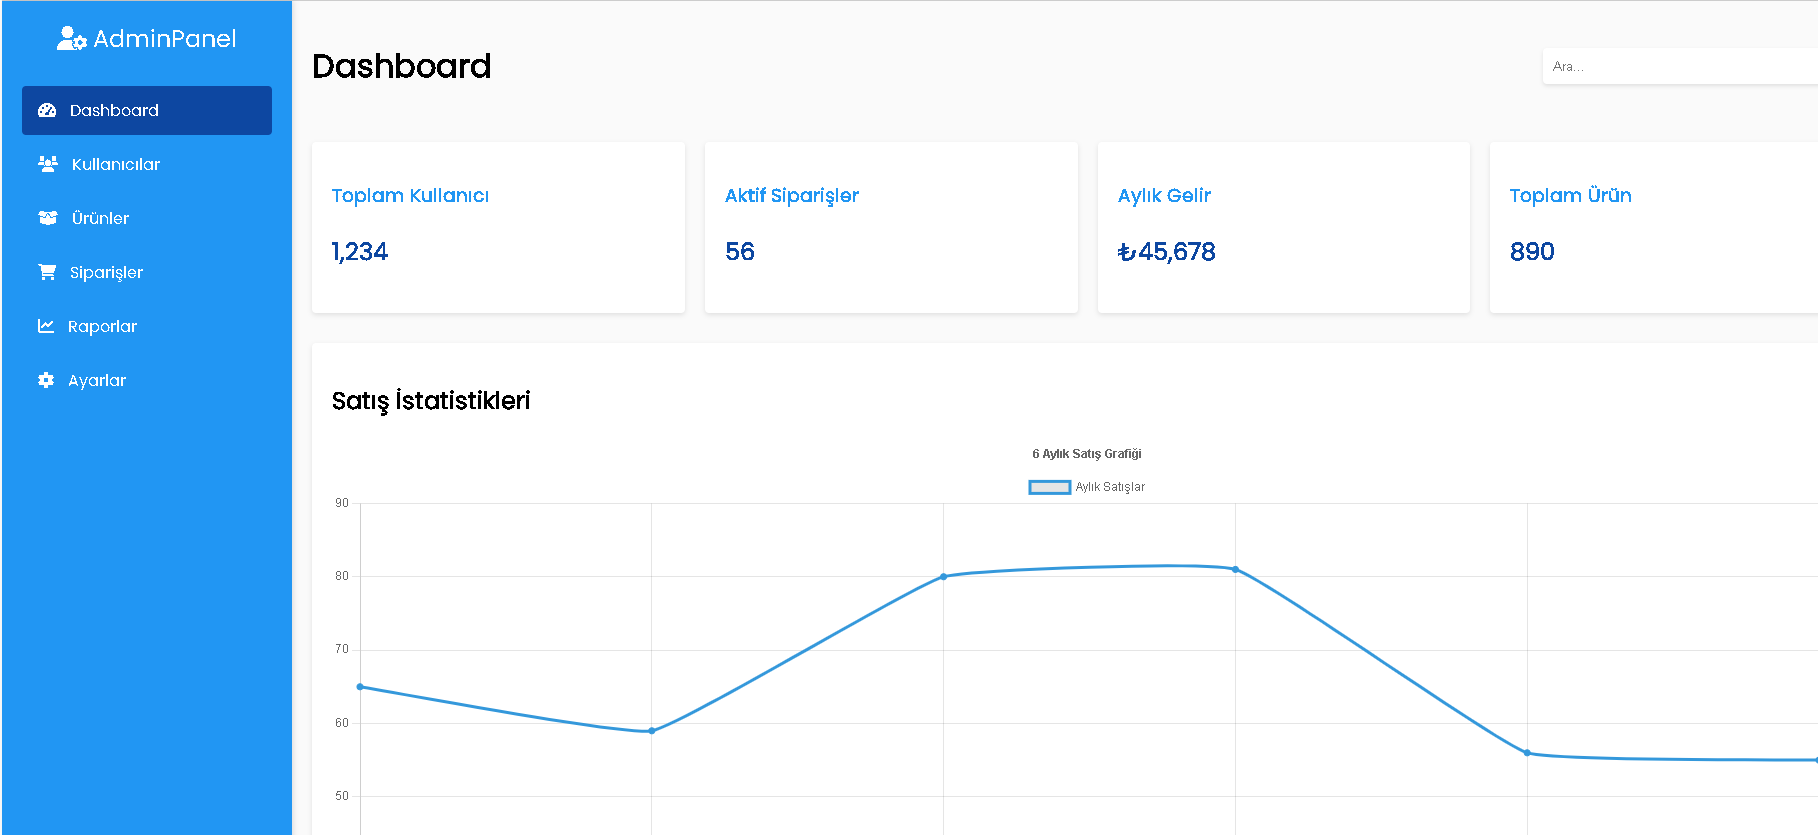 AdminPanel
Dashboard
Kullanıcılar
Ürünler
Siparişler
Raporlar
Ayarlar
Dashboard
Ara...
Toplam Kullanıcı
1,234
Aktif Siparişler
56
Aylık Gelir
₺45,678
Toplam Ürün
890
Satış İstatistikleri
6 Aylık Satış Grafiği
Aylık Satışlar
90
80
70
60
50